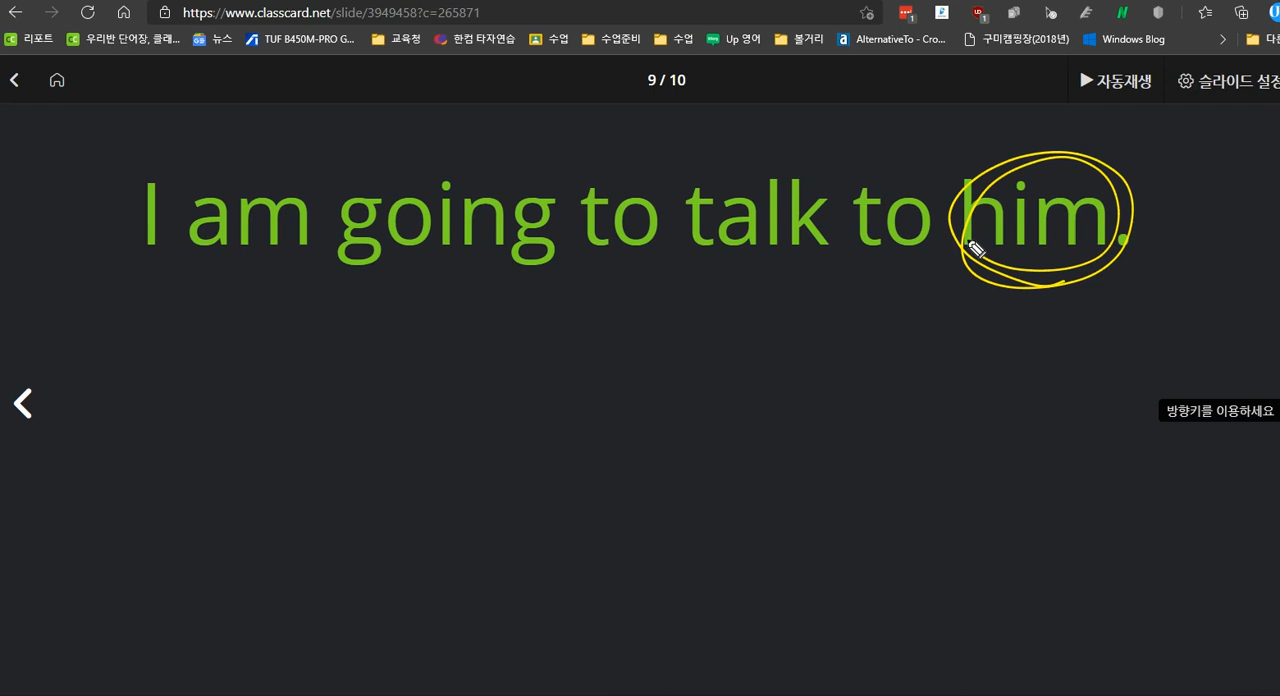 https://www.classcard.net/slide/3949458?c=265871
리포트 우리반 단어장, 클래... 뉴스 TUF B450M-PRO G... 교육청 한컴 타자연습 수업 수업준비 수업 Up 영어 볼거리 AlternativeTo - Cro... 구미캠핑장(2018년) Windows Blog
9 / 10
자동재생 슬라이드 설정
I am going to talk to him.
방향키를 이용하세요